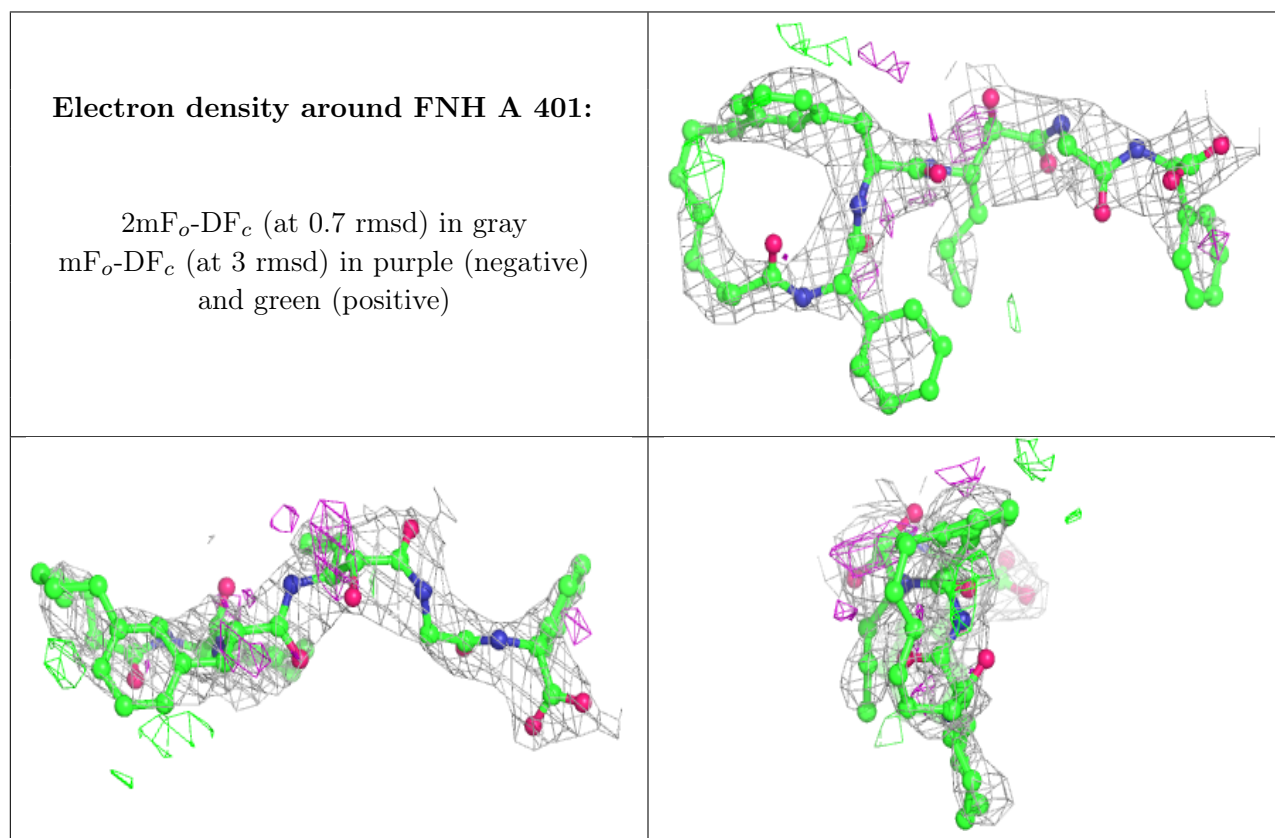 Electron density around FNH A 401:
2mFo-DFc (at 0.7 rmsd) in gray
mFo-DFc (at 3 rmsd) in purple (negative)
and green (positive)